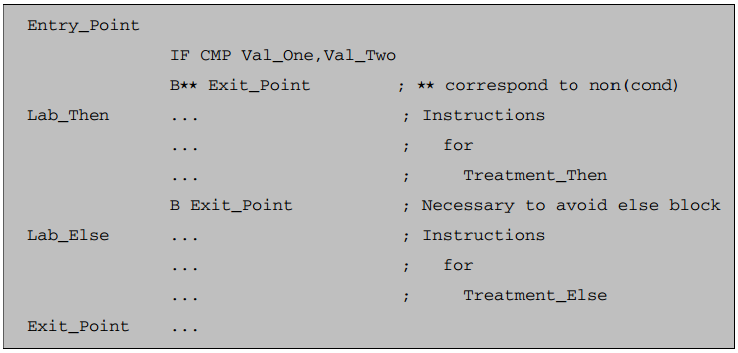 Entry_Point
IF CMP Val_One,Val_Two
B** Exit_Point ; ** correspond to non(cond)
Lab_Then ... ; Instructions
... ; for
... ; Treatment_Then
B Exit_Point ; Necessary to avoid else block
Lab_Else ... ; Instructions
... ; for
... ; Treatment_Else
Exit_Point ...